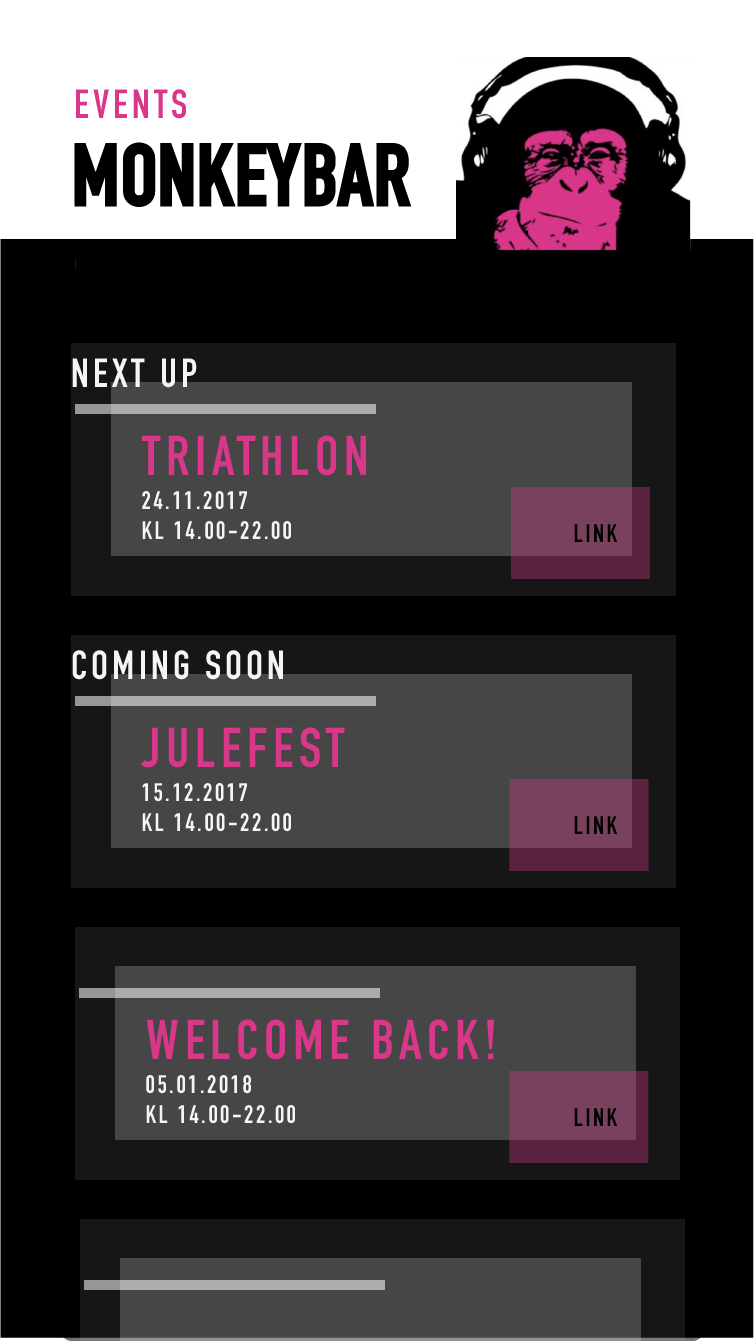 EVENTS
MONKEYBAR
NEXT UP
TRIATHLON
24.11.2017
KL 14.00-22.00
LINK
COMING SOON
JULEFEST
15.12.2017
KL 14.00-22.00
LINK
WELCOME BACK!
05.01.2018
KL 14.00-22.00
LINK